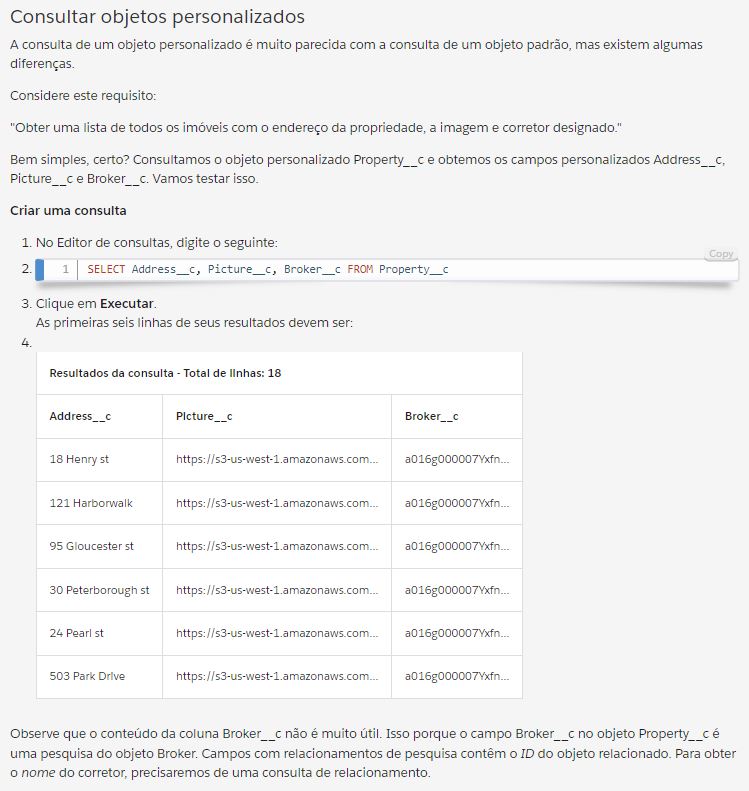 Consultar objetos personalizados
A consulta de um objeto personalizado é muito parecida com a consulta de um objeto padrão, mas existem algumas
diferenças.
Considere este requisito:
"Obter uma lista de todos os imóveis com o endereço da propriedade, a imagem e corretor designado."
Bem simples, certo? Consultamos o objeto personalizado Property__c e obtemos os campos personalizados Address__c,
Picture__c e Broker__c. Vamos testar isso.
Criar uma consulta
1. No Editor de consultas, digite o seguinte:
Copy
2. 1 SELECT Address__c, Picture__c, Broker__c FROM Property__c
3. Clique em Executar.
As primeiras seis linhas de seus resultados devem ser:
4.
Resultados da consulta - Total de linhas: 18
Address__c Picture__c Broker__c
18 Henry st https://s3-us-west-1.amazonaws.com... a016g000007Yxfn...
121 Harborwalk https://s3-us-west-1.amazonaws.com... a016g000007Yxfn...
95 Gloucester st https://s3-us-west-1.amazonaws.com... a016g000007Yxfn...
30 Peterborough st https://s3-us-west-1.amazonaws.com... a016g000007Yxfn...
24 Pearl st https://s3-us-west-1.amazonaws.com... a016g000007Yxfn...
503 Park Drive https://s3-us-west-1.amazonaws.com... a016g000007Yxfn...
Observe que o conteúdo da coluna Broker__c não é muito útil. Isso porque o campo Broker__c no objeto Property__c é
uma pesquisa do objeto Broker. Campos com relacionamentos de pesquisa contêm o ID do objeto relacionado. Para obter
o nome do corretor, precisaremos de uma consulta de relacionamento.